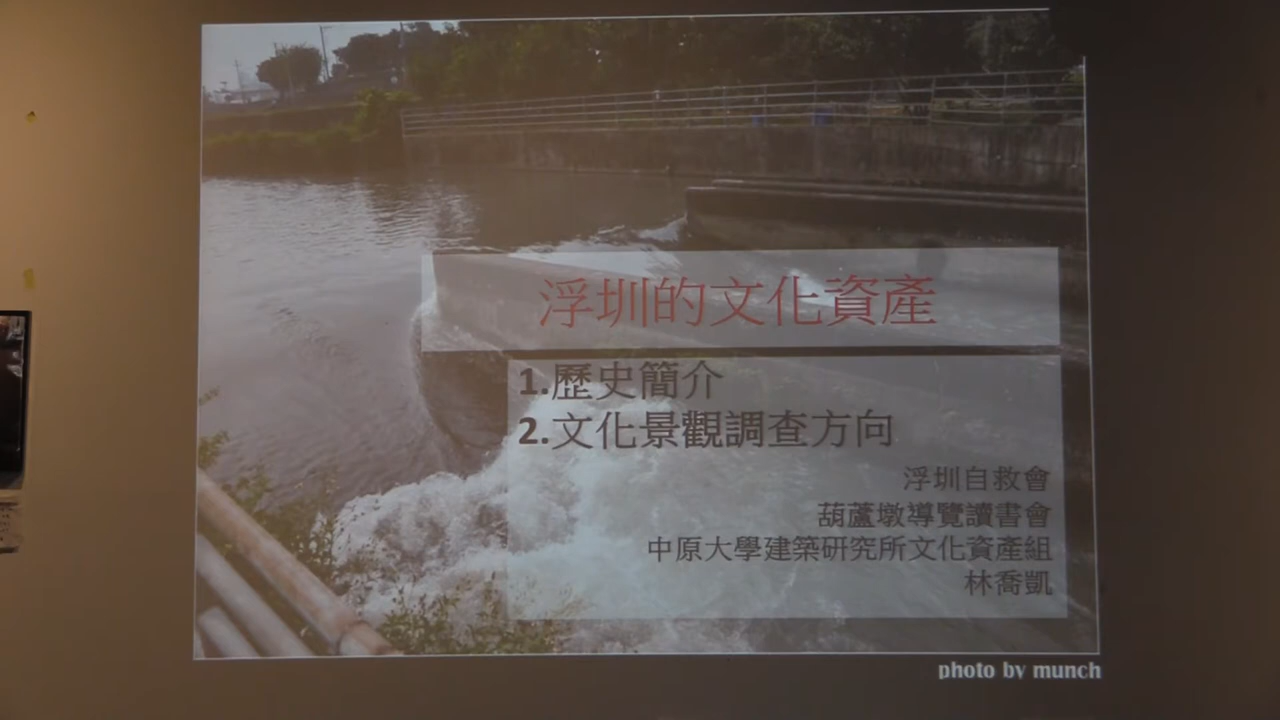 浮圳的文化資產
1.歷史簡介
2.文化景觀調查方向
浮圳自救會
葫蘆墩導覽讀書會
中原大學建築研究所文化資產組
林喬凱
photo by munch